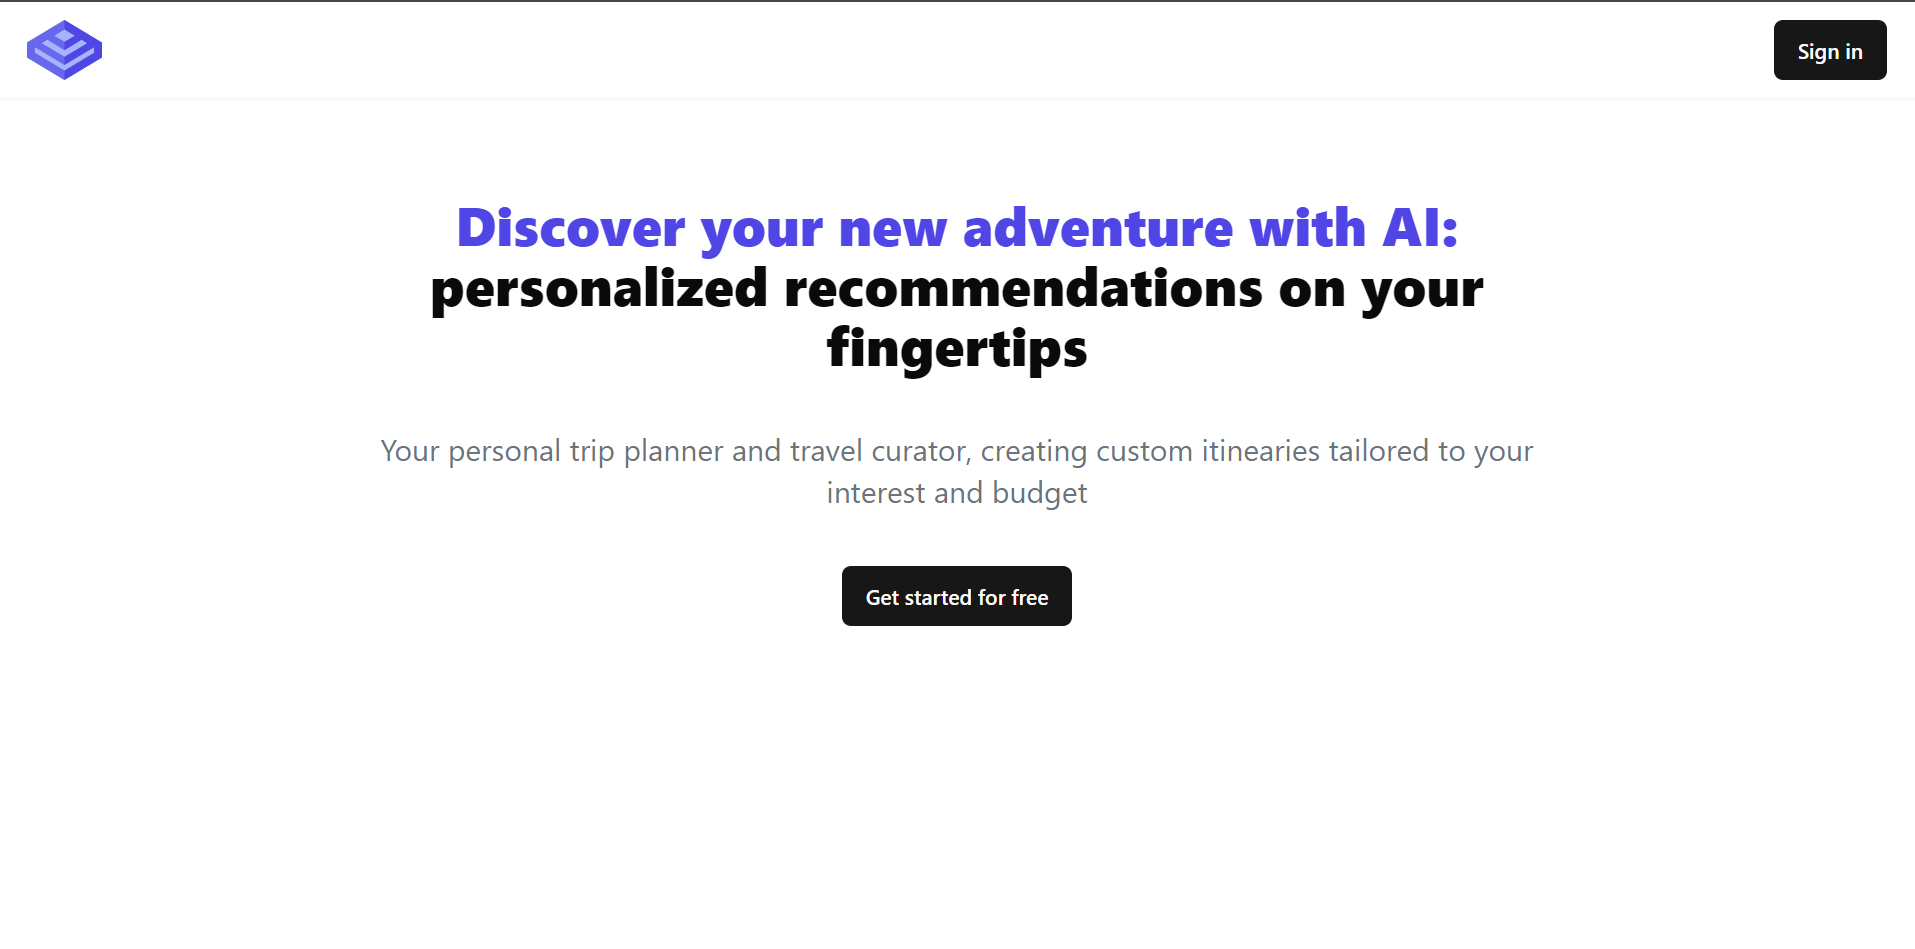 Sign in
Discover your new adventure with AI:
personalized recommendations on your
fingertips
Your personal trip planner and travel curator, creating custom itinearies tailored to your
interest and budget
Get started for free